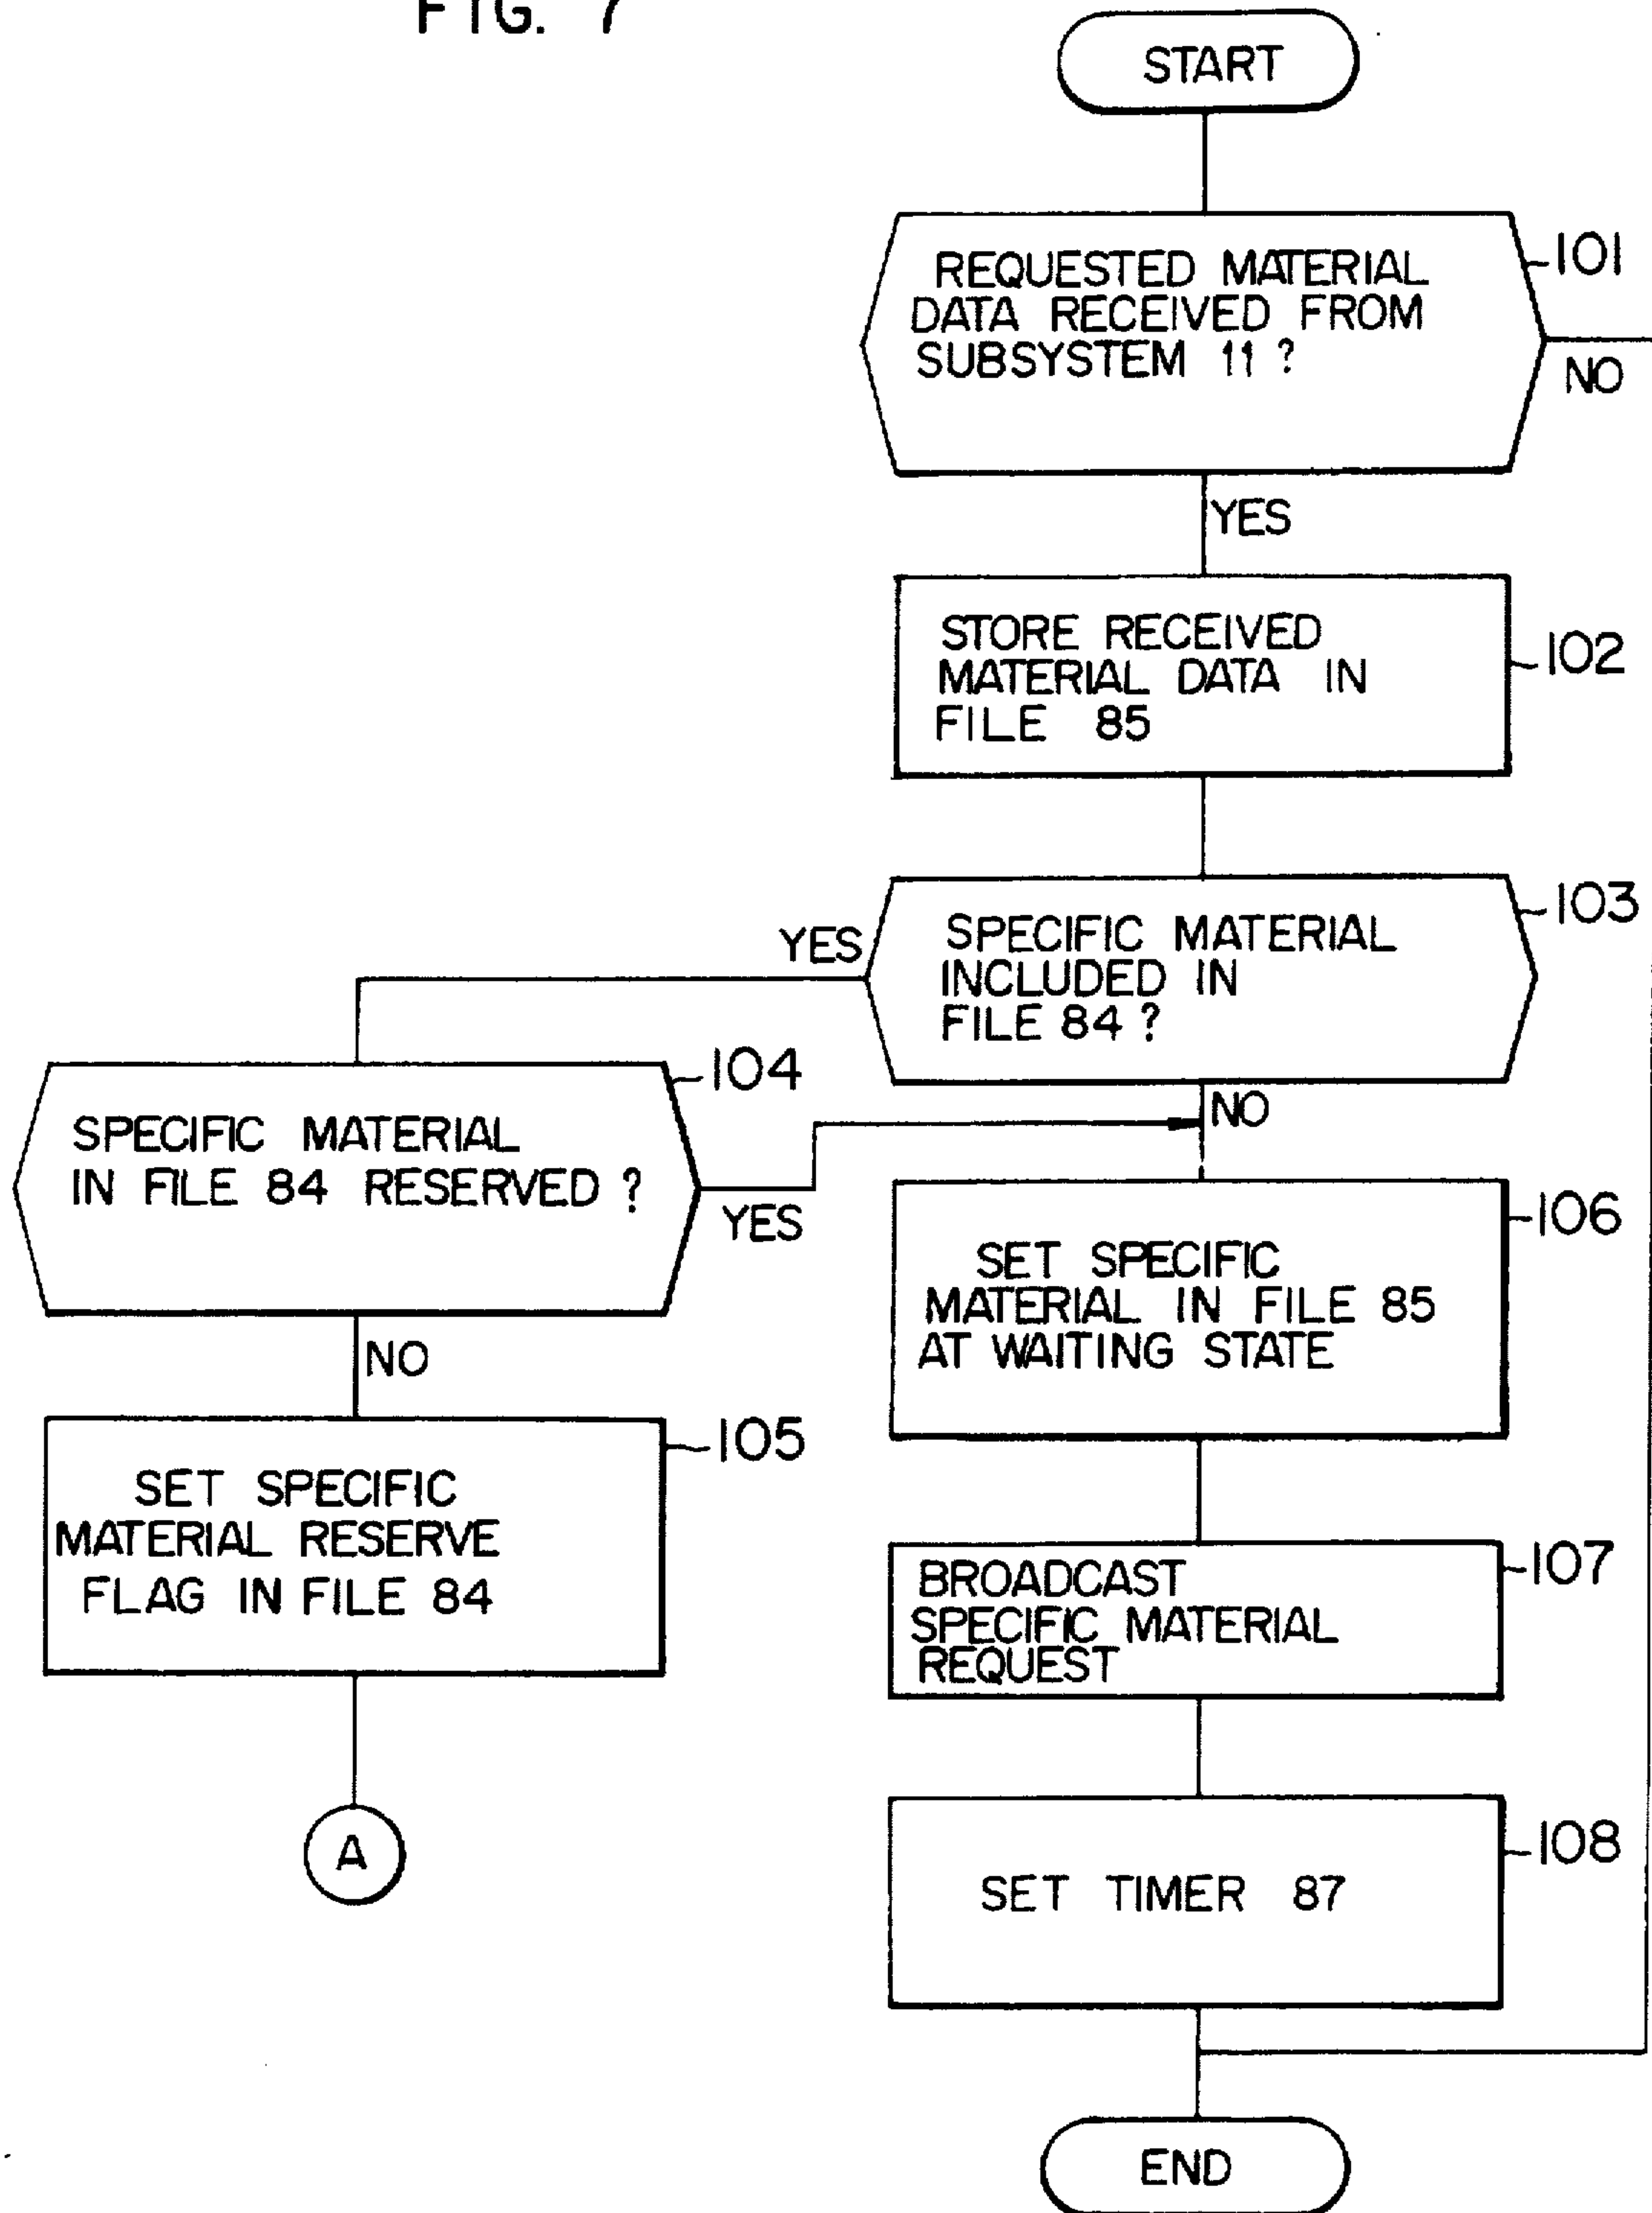 FIG. 7
START
REQUESTED MATERIAL
DATA RECEIVED FROM
SUBSYSTEM 11 ?
101
NO
YES
STORE RECEIVED
MATERIAL DATA IN
FILE 85
102
SPECIFIC MATERIAL
INCLUDED IN
FILE 84 ?
103
YES
NO
104
SPECIFIC MATERIAL
IN FILE 84 RESERVED ?
YES
NO
105
SET SPECIFIC
MATERIAL RESERVE
FLAG IN FILE 84
A
106
SET SPECIFIC
MATERIAL IN FILE 85
AT WAITING STATE
107
BROADCAST
SPECIFIC MATERIAL
REQUEST
108
SET TIMER 87
END